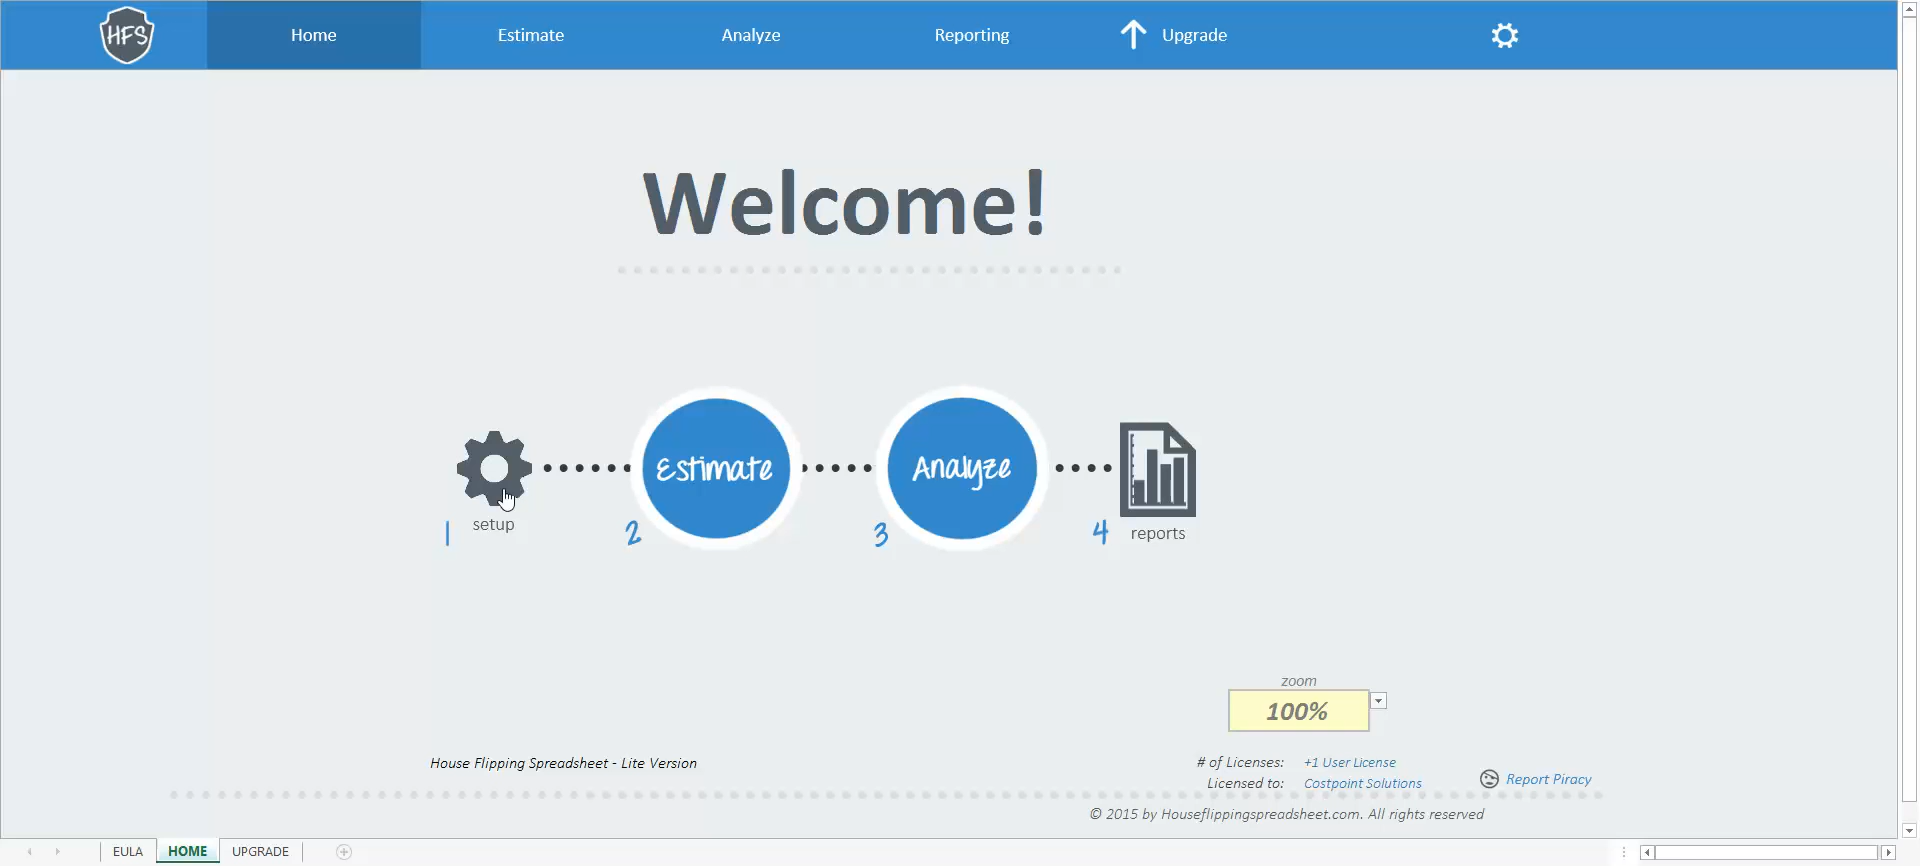 HFS
Home
Estimate
Analyze
Reporting
Upgrade
Welcome!
Estimate
Analyze
1
setup
2
3
4
reports
zoom
100%
House Flipping Spreadsheet - Lite Version
# of Licenses: +1 User License
Licensed to: Costpoint Solutions
Report Piracy
© 2015 by Houseflippingspreadsheet.com. All rights reserved
EULA
HOME
UPGRADE